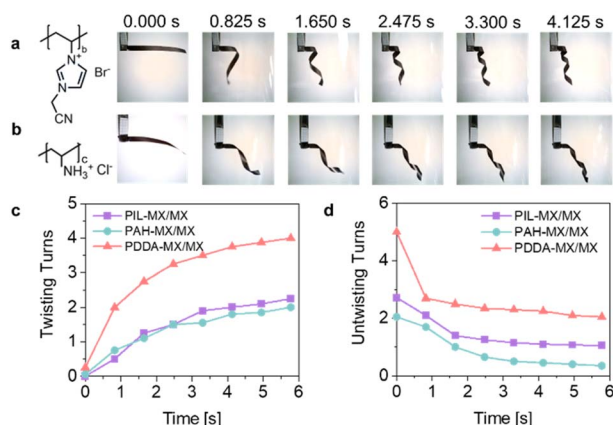 0.000 s 0.825 s 1.650 s 2.475 s 3.300 s 4.125 s
a
b
N+
Br-
N
CN
b
c
NH3+ Cl-
c
PIL-MX/MX
PAH-MX/MX
PDDA-MX/MX
Twisting Turns
5
4
3
2
1
0
0 1 2 3 4 5 6
Time [s]
d
PIL-MX/MX
PAH-MX/MX
PDDA-MX/MX
Untwisting Turns
6
4
2
0
0 1 2 3 4 5 6
Time [s]